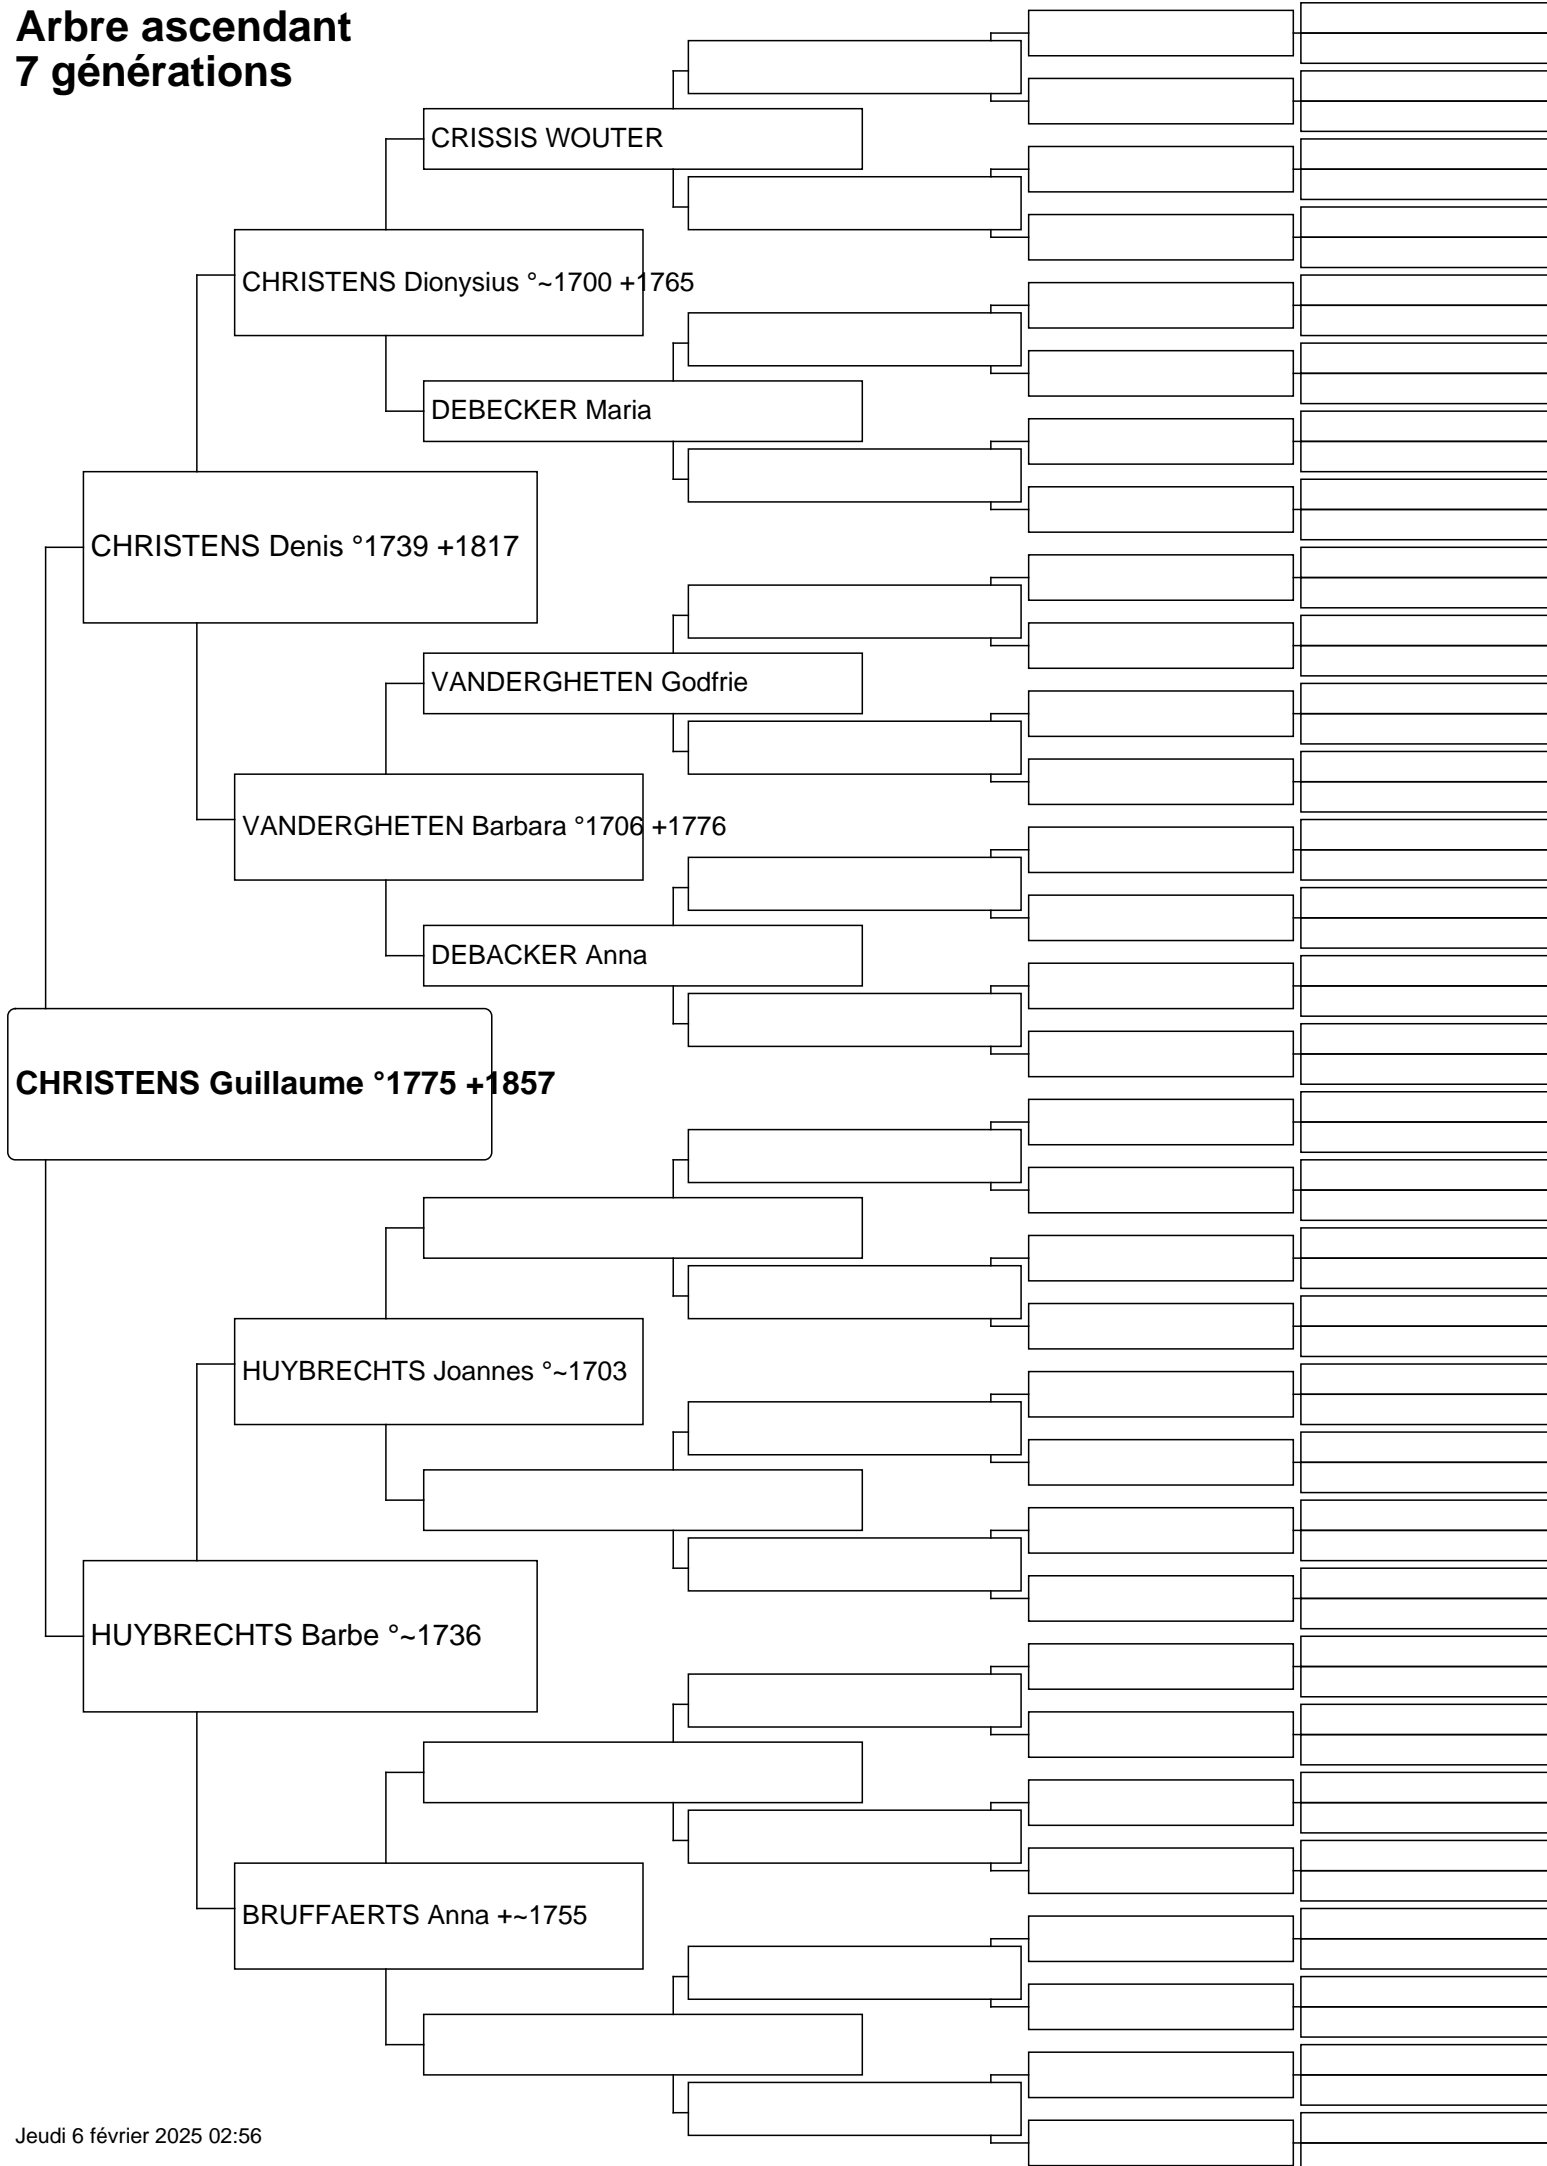 Arbre ascendant
7 générations
CRISSIS WOUTER
CHRISTENS Dionysius °~1700 +1765
DEBECKER Maria
CHRISTENS Denis °1739 +1817
VANDERGHETEN Godfrie
VANDERGHETEN Barbara °1706 +1776
DEBACKER Anna
CHRISTENS Guillaume °1775 +1857
HUYBRECHTS Joannes °~1703
HUYBRECHTS Barbe °~1736
BRUFFAERTS Anna +~1755
Jeudi 6 février 2025 02:56